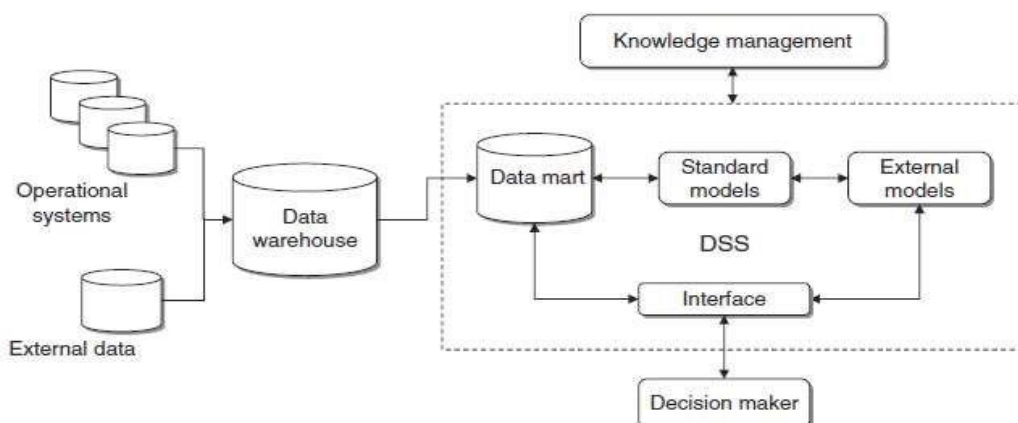 Knowledge management
Operational
systems
External data
Data
warehouse
Data mart
Standard
models
External
models
DSS
Interface
Decision maker